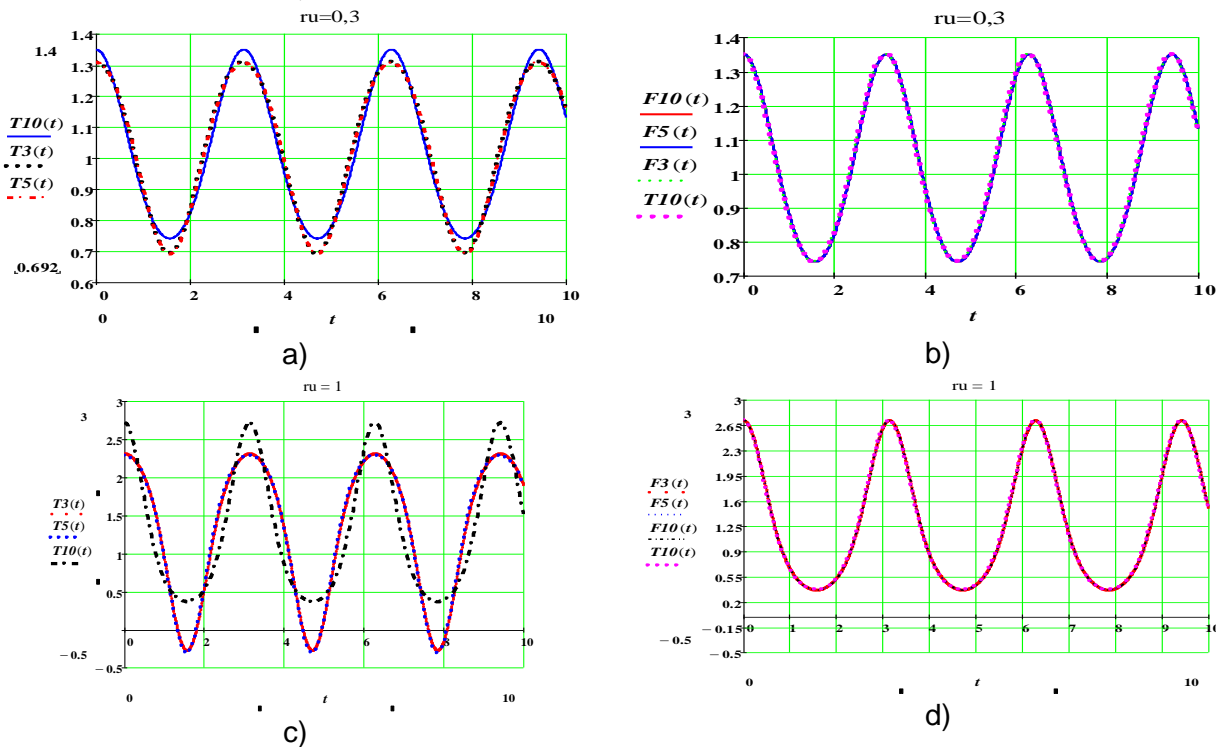 ru=0,3
1.4
1.4
1.3
1.2
1.1
1
0.9
0.8
0.7
0.6
0.692
T10(t)
T3(t)
T5(t)
0 2 4 6 8 10
0 t 10
a)
ru=0,3
1.4
1.3
1.2
1.1
1
0.9
0.8
0.7
F10(t)
F5(t)
F3(t)
T10(t)
0 2 4 6 8 10
t
b)
ru = 1
3
3
2.5
2
1.5
1
0.5
−0.5
−0.5
T3(t)
T5(t)
T10(t)
0 2 4 6 8 10
0 t 10
c)
ru = 1
3
3
2.65
2.3
1.95
1.6
1.25
0.9
0.55
0.2
−0.15
−0.5
−0.5
F3(t)
F5(t)
F10(t)
T10(t)
0 1 2 3 4 5 6 7 8 9 10
0 t 10
d)